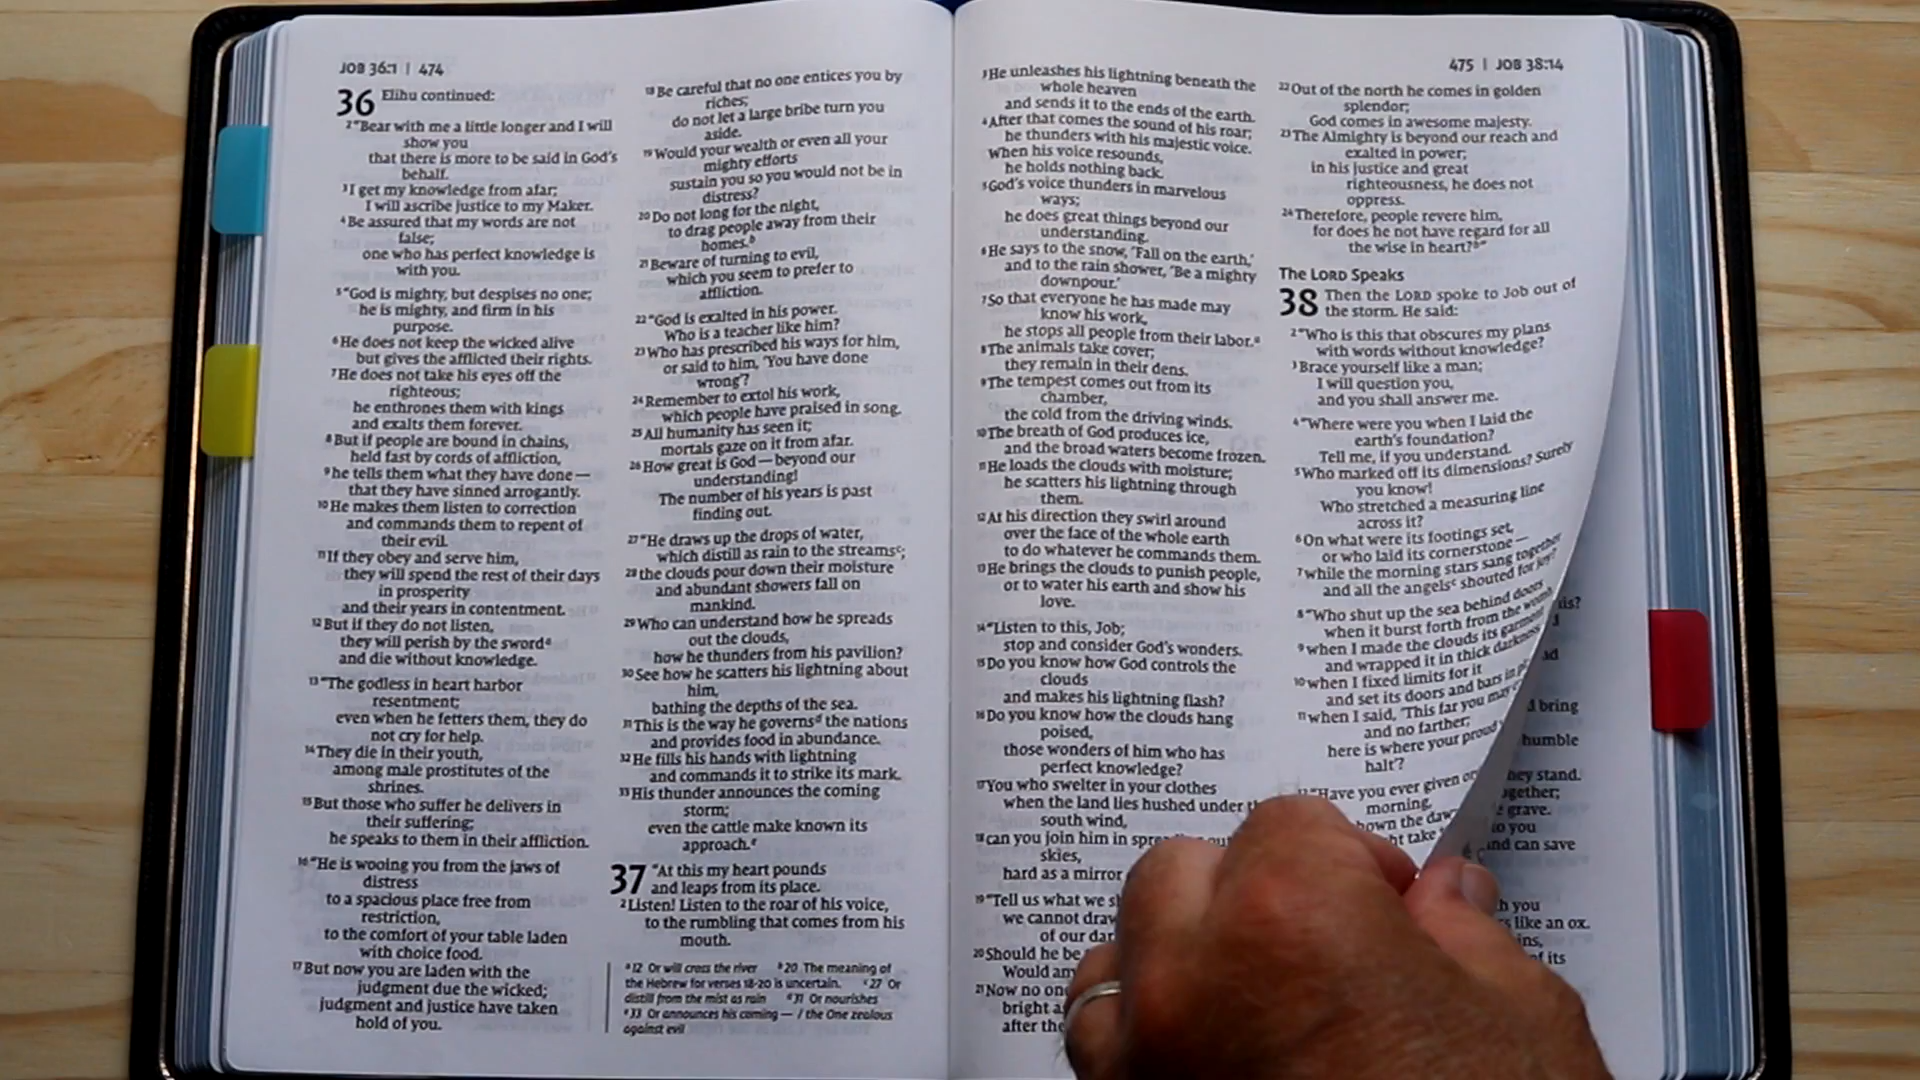 JOB 36:1 | 474
36 Elihu continued:
2 "Bear with me a little longer and I will
show you
that there is more to be said in God's
behalf.
3 I get my knowledge from afar;
I will ascribe justice to my Maker.
4 Be assured that my words are not
false;
one who has perfect knowledge is
with you.
5 "God is mighty, but despises no one;
he is mighty, and firm in his
purpose.
6 He does not keep the wicked alive
but gives the afflicted their rights.
7 He does not take his eyes off the
righteous;
he enthrones them with kings
and exalts them forever.
8 But if people are bound in chains,
held fast by cords of affliction,
9 he tells them what they have done —
that they have sinned arrogantly.
10 He makes them listen to correction
and commands them to repent of
their evil.
11 If they obey and serve him,
they will spend the rest of their days
in prosperity
and their years in contentment.
12 But if they do not listen,
they will perish by the sword a
and die without knowledge.
13 "The godless in heart harbor
resentment;
even when he fetters them, they do
not cry for help.
14 They die in their youth,
among male prostitutes of the
shrines.
15 But those who suffer he delivers in
their suffering;
he speaks to them in their affliction.
16 "He is wooing you from the jaws of
distress
to a spacious place free from
restriction,
to the comfort of your table laden
with choice food.
17 But now you are laden with the
judgment due the wicked;
judgment and justice have taken
hold of you.
18 Be careful that no one entices you by
riches;
do not let a large bribe turn you
aside.
19 Would your wealth or even all your
mighty efforts
sustain you so you would not be in
distress?
20 Do not long for the night,
to drag people away from their
homes. b
21 Beware of turning to evil,
which you seem to prefer to
affliction.
22 "God is exalted in his power.
Who is a teacher like him?
23 Who has prescribed his ways for him,
or said to him, 'You have done
wrong'?
24 Remember to extol his work,
which people have praised in song.
25 All humanity has seen it;
mortals gaze on it from afar.
26 How great is God — beyond our
understanding!
The number of his years is past
finding out.
27 "He draws up the drops of water,
which distill as rain to the streams c;
28 the clouds pour down their moisture
and abundant showers fall on
mankind.
29 Who can understand how he spreads
out the clouds,
how he thunders from his pavilion?
30 See how he scatters his lightning about
him,
bathing the depths of the sea.
31 This is the way he governs d the nations
and provides food in abundance.
32 He fills his hands with lightning
and commands it to strike its mark.
33 His thunder announces the coming
storm;
even the cattle make known its
approach. e
37 "At this my heart pounds
and leaps from its place.
2 Listen! Listen to the roar of his voice,
to the rumbling that comes from his
mouth.
a 12 Or will cross the river b 20 The meaning of
the Hebrew for verses 18-20 is uncertain. c 27 Or
distill from the mist as rain d 31 Or nourishes
e 33 Or announces his coming — / the One zealous
against evil
475 | JOB 38:14
3 He unleashes his lightning beneath the
whole heaven
and sends it to the ends of the earth.
4 After that comes the sound of his roar;
he thunders with his majestic voice.
When his voice resounds,
he holds nothing back.
5 God's voice thunders in marvelous
ways;
he does great things beyond our
understanding.
6 He says to the snow, 'Fall on the earth,'
and to the rain shower, 'Be a mighty
downpour.'
7 So that everyone he has made may
know his work,
he stops all people from their labor. a
8 The animals take cover;
they remain in their dens.
9 The tempest comes out from its
chamber,
the cold from the driving winds.
10 The breath of God produces ice,
and the broad waters become frozen.
11 He loads the clouds with moisture;
he scatters his lightning through
them.
12 At his direction they swirl around
over the face of the whole earth
to do whatever he commands them.
13 He brings the clouds to punish people,
or to water his earth and show his
love.
14 "Listen to this, Job;
stop and consider God's wonders.
15 Do you know how God controls the
clouds
and makes his lightning flash?
16 Do you know how the clouds hang
poised,
those wonders of him who has
perfect knowledge?
17 You who swelter in your clothes
when the land lies hushed under
south wind,
18 can you join him in
skies,
hard as a mirror
19 "Tell us what we
we cannot
of our
20 Should he be
Would
21 Now no
bright
after
22 Out of the north he comes in golden
splendor;
God comes in awesome majesty.
23 The Almighty is beyond our reach and
exalted in power;
in his justice and great
righteousness, he does not
oppress.
24 Therefore, people revere him,
for does he not have regard for all
the wise in heart? b"
The LORD Speaks
38 Then the LORD spoke to Job out of
the storm. He said:
2 "Who is this that obscures my plans
with words without knowledge?
3 Brace yourself like a man;
I will question you,
and you shall answer me.
4 "Where were you when I laid the
earth's foundation?
Tell me, if you understand.
5 Who marked off its dimensions? Surely
you know!
Who stretched a measuring line
across it?
6 On what were its footings set,
or who laid its cornerstone —
7 while the morning stars sang together
and all the angels c shouted for joy?
8 "Who shut up the sea behind doors
when it burst forth from the womb
9 when I made the clouds its garment
and wrapped it in thick darkness
10 when I fixed limits for it
and set its doors and bars in
11 when I said, 'This far you may
and no farther;
here is where your proud
halt'?
12 "Have you ever given
morning,
take
bring
humble
they stand.
grave.
you
and can save
you
like an ox.
its